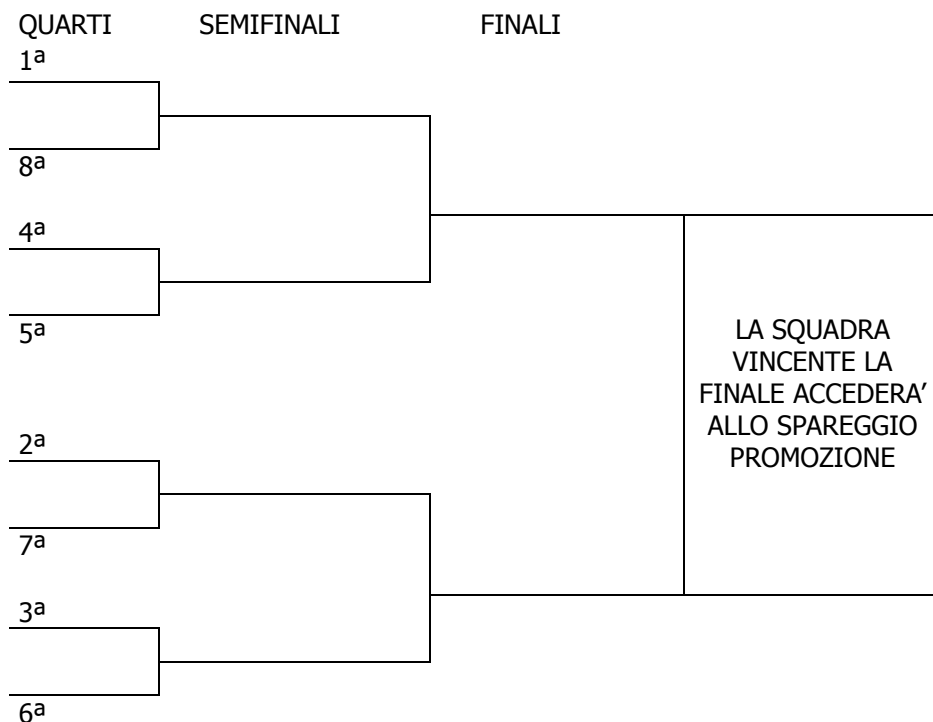 QUARTI SEMIFINALI FINALI
1ª
8ª
4ª
5ª
LA SQUADRA
VINCENTE LA
FINALE ACCEDERA’
ALLO SPAREGGIO
PROMOZIONE
2ª
7ª
3ª
6ª